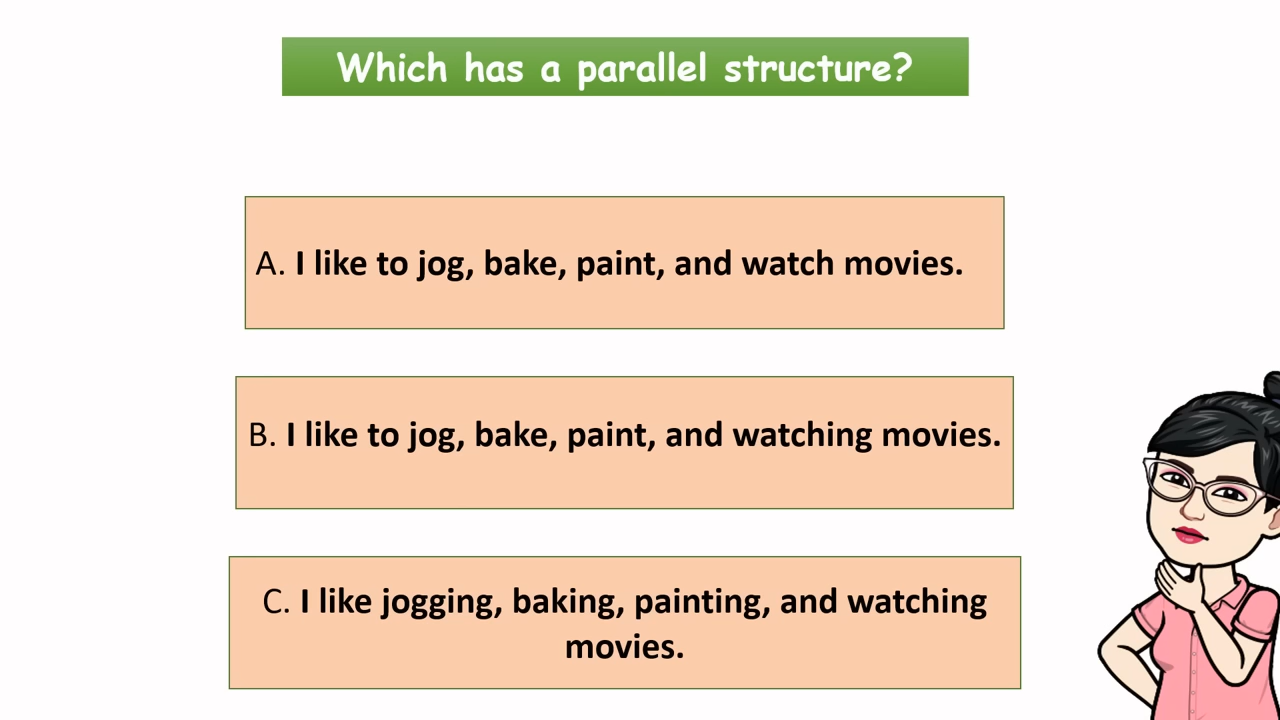 Which has a parallel structure?
A. I like to jog, bake, paint, and watch movies.
B. I like to jog, bake, paint, and watching movies.
C. I like jogging, baking, painting, and watching
movies.